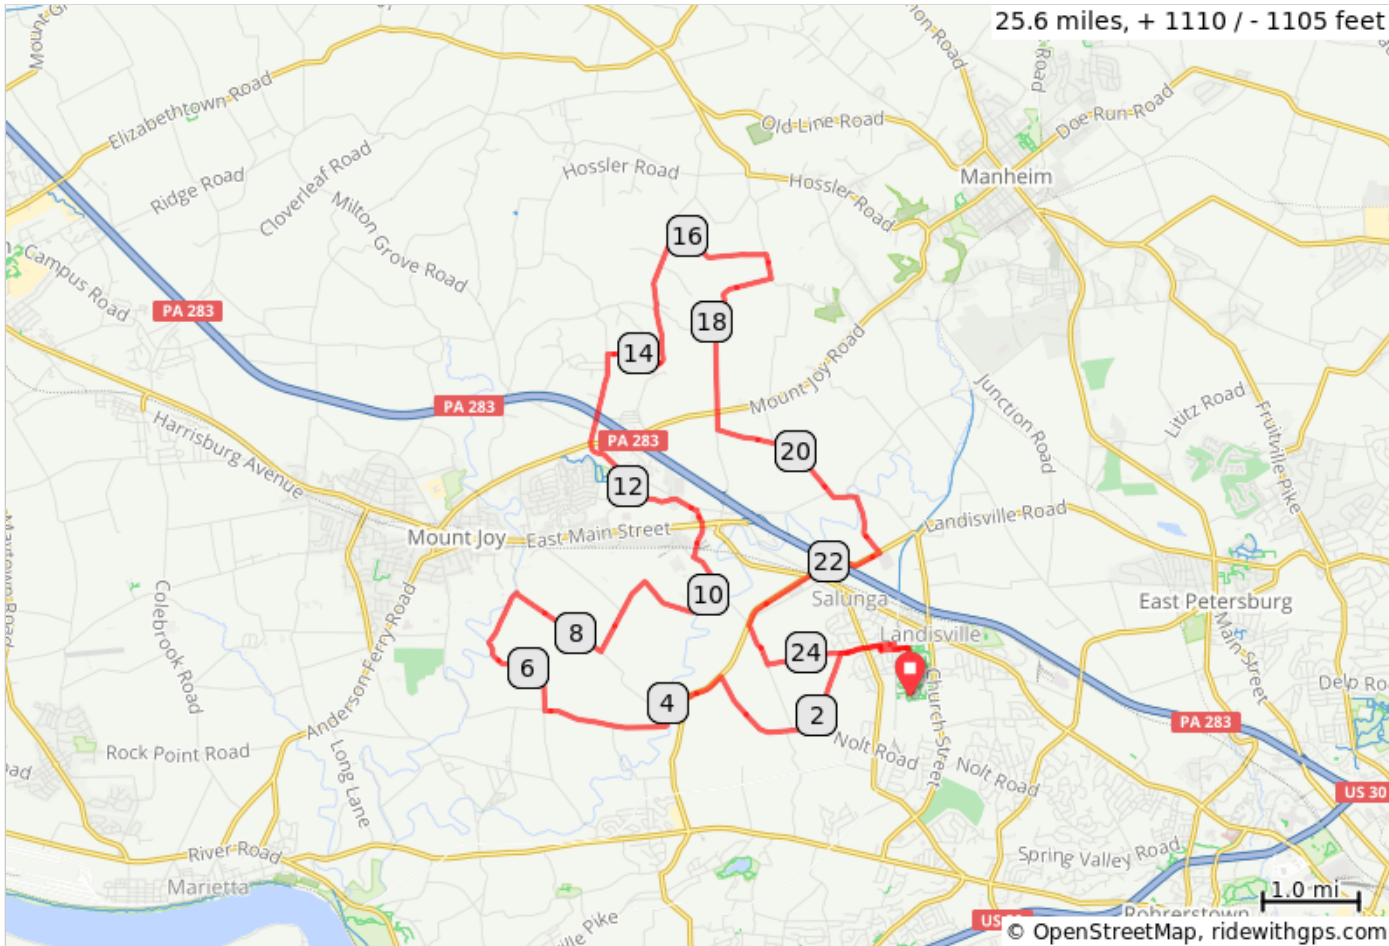 25.6 miles, + 1110 / - 1105 feet
Elizabethtown Road
Old Line Road
Doe Run Road
Hossler Road
Manheim
Ridge Road
Cloverleaf Road
Hossler Road
Milton Grove Road
16
Campus Road
PA 283
18
14
Mount Joy Road
Junction Road
Lititz Road
PA 283
Fruitville Pike
Harrisburg Avenue
PA 283
20
12
Mount Joy
East Main Street
Landisville Road
22
10
Salunga
East Petersburg
Colebrook Road
Maytown Road
Anderson Ferry Road
8
Landisville
Main Street
24
6
Church Street
4
2
PA 283
Rock Point Road
Long Lane
Nolt Road
Nolt Road
US 30
River Road
Spring Valley Road
Marietta
1.0 mi
Rohrerstown
© OpenStreetMap, ridewithgps.com